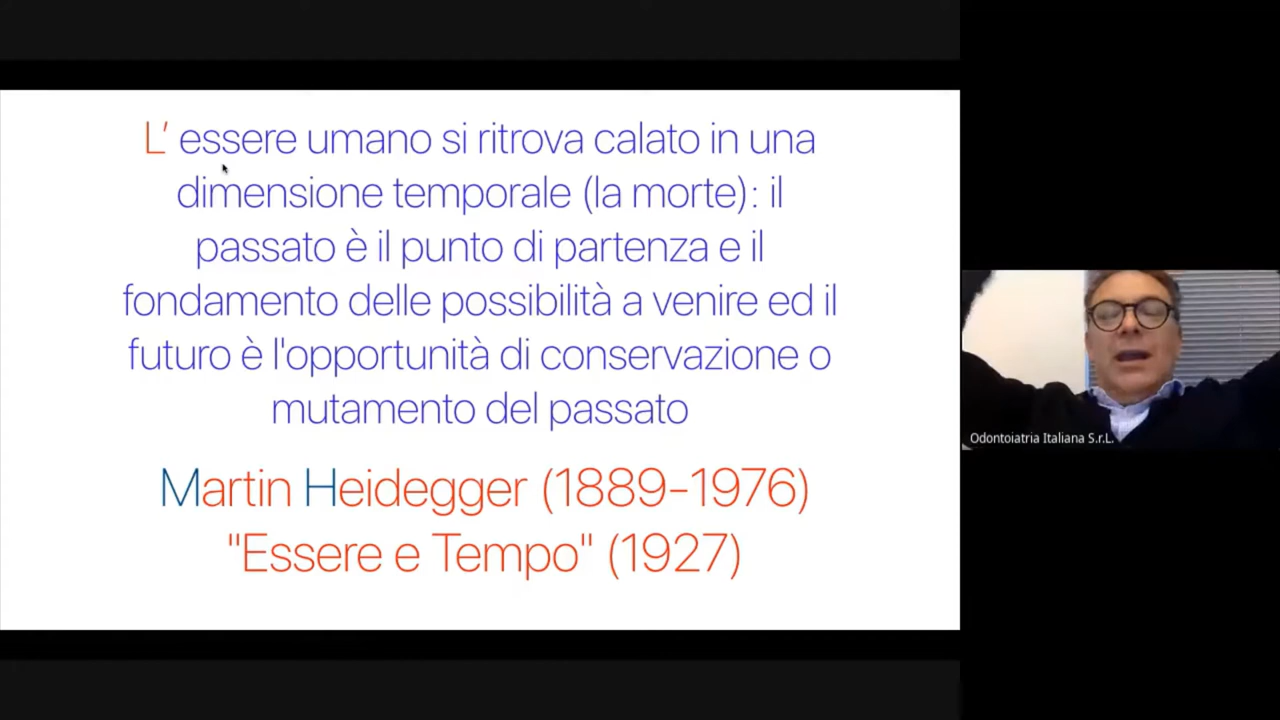 L' essere umano si ritrova calato in una
dimensione temporale (la morte): il
passato è il punto di partenza e il
fondamento delle possibilità a venire ed il
futuro è l'opportunità di conservazione o
mutamento del passato
Martin Heidegger (1889-1976)
"Essere e Tempo" (1927)
Odontoiatria Italiana S.r.L.